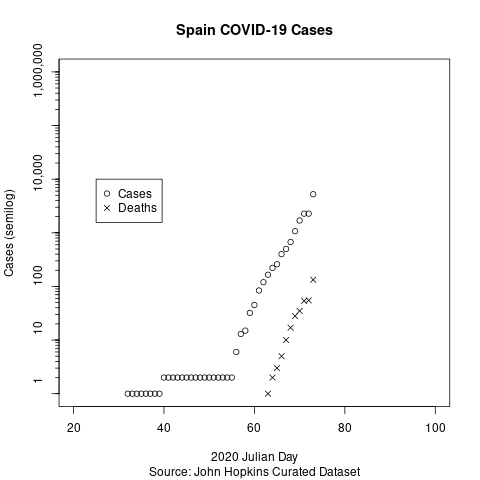 Spain COVID-19 Cases
Cases (semilog)
1,000,000
10,000
100
10
1
Cases
Deaths
20 40 60 80 100
2020 Julian Day
Source: John Hopkins Curated Dataset